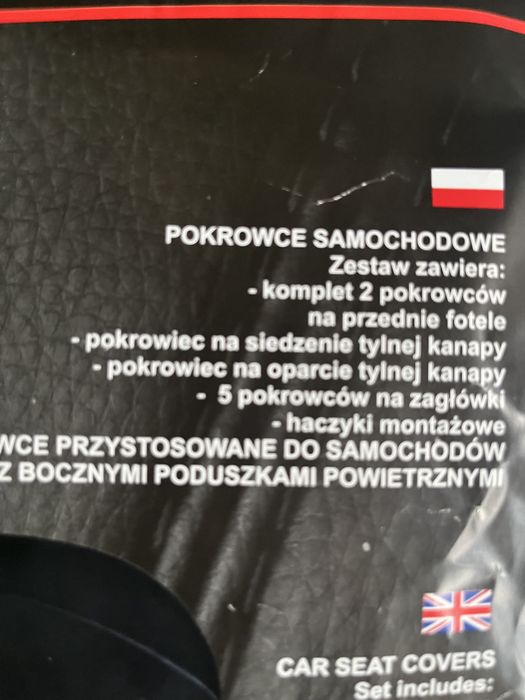 POKROWCE SAMOCHODOWE
Zestaw zawiera:
- komplet 2 pokrowców
na przednie fotele
- pokrowiec na siedzenie tylnej kanapy
- pokrowiec na oparcie tylnej kanapy
- 5 pokrowców na zagłówki
- haczyki montażowe
WCE PRZYSTOSOWANE DO SAMOCHODÓW
Z BOCZNYMI PODUSZKAMI POWIETRZNYMI
CAR SEAT COVERS
Set includes: